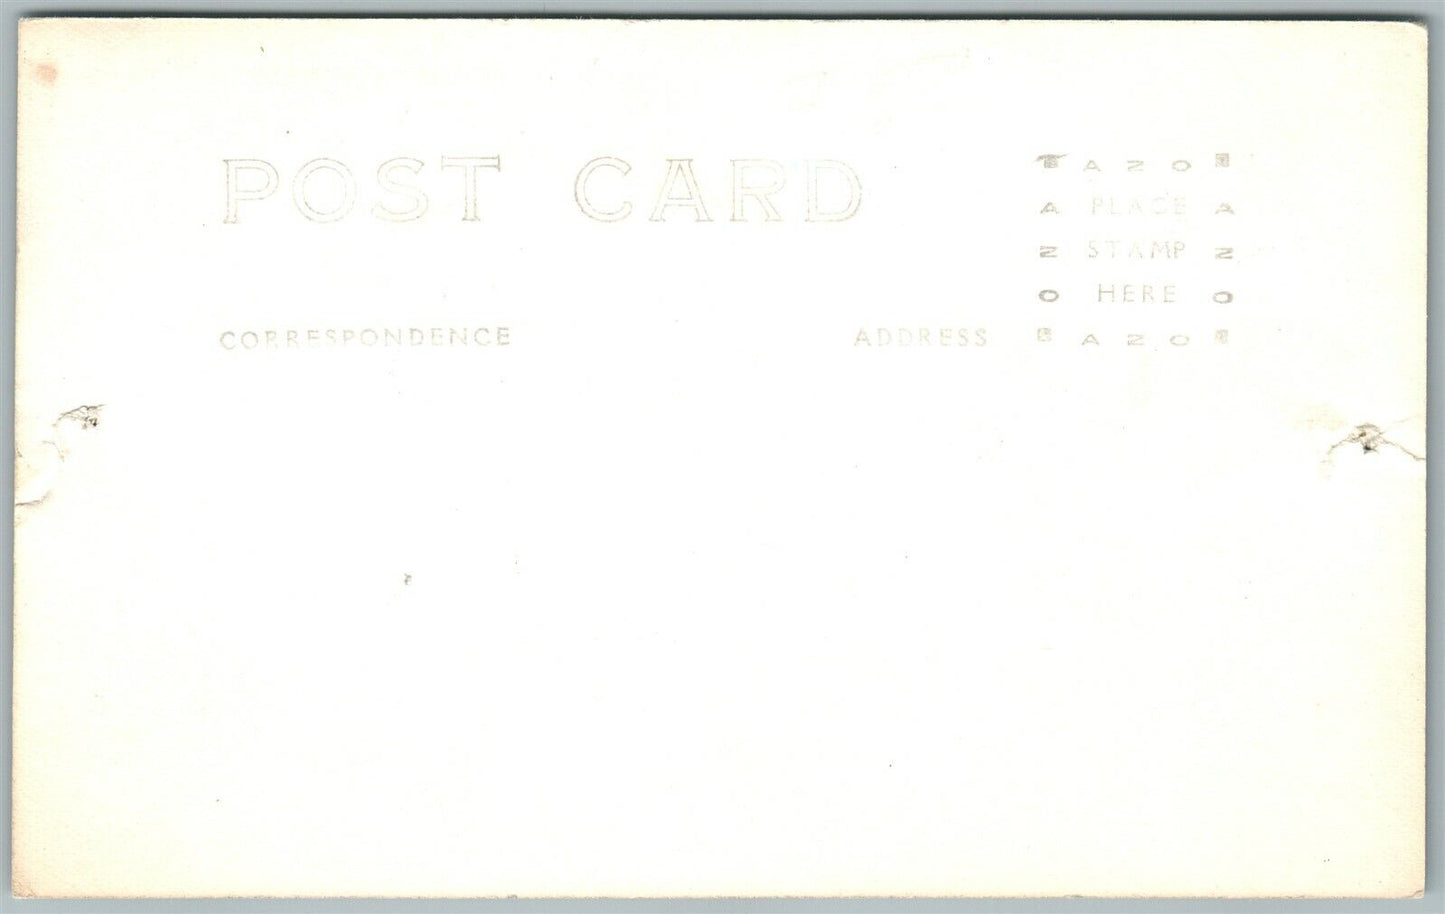 POST CARD
AZO
A PLACE A
Z STAMP Z
O HERE O
CORRESPONDENCE
ADDRESS
AZO